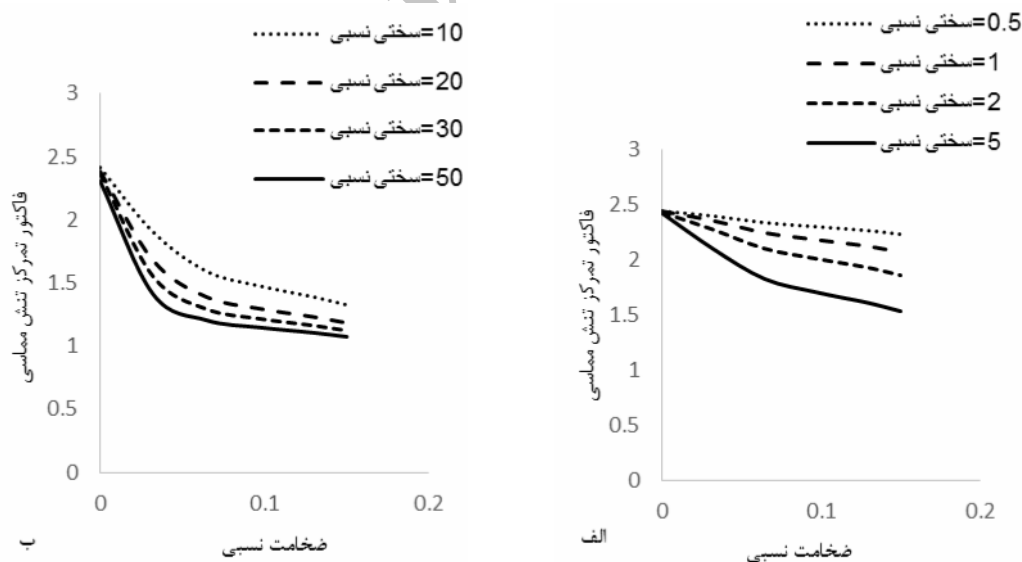 سختی نسبی=0.5
سختی نسبی=1
سختی نسبی=2
سختی نسبی=5
3
2.5
2
1.5
1
0.5
0
0
0.1
0.2
فاکتور تمرکز تنش مماسی
ضخامت نسبی
الف
سختی نسبی=10
سختی نسبی=20
سختی نسبی=30
سختی نسبی=50
3
2.5
2
1.5
1
0.5
0
0
0.1
0.2
فاکتور تمرکز تنش مماسی
ضخامت نسبی
ب